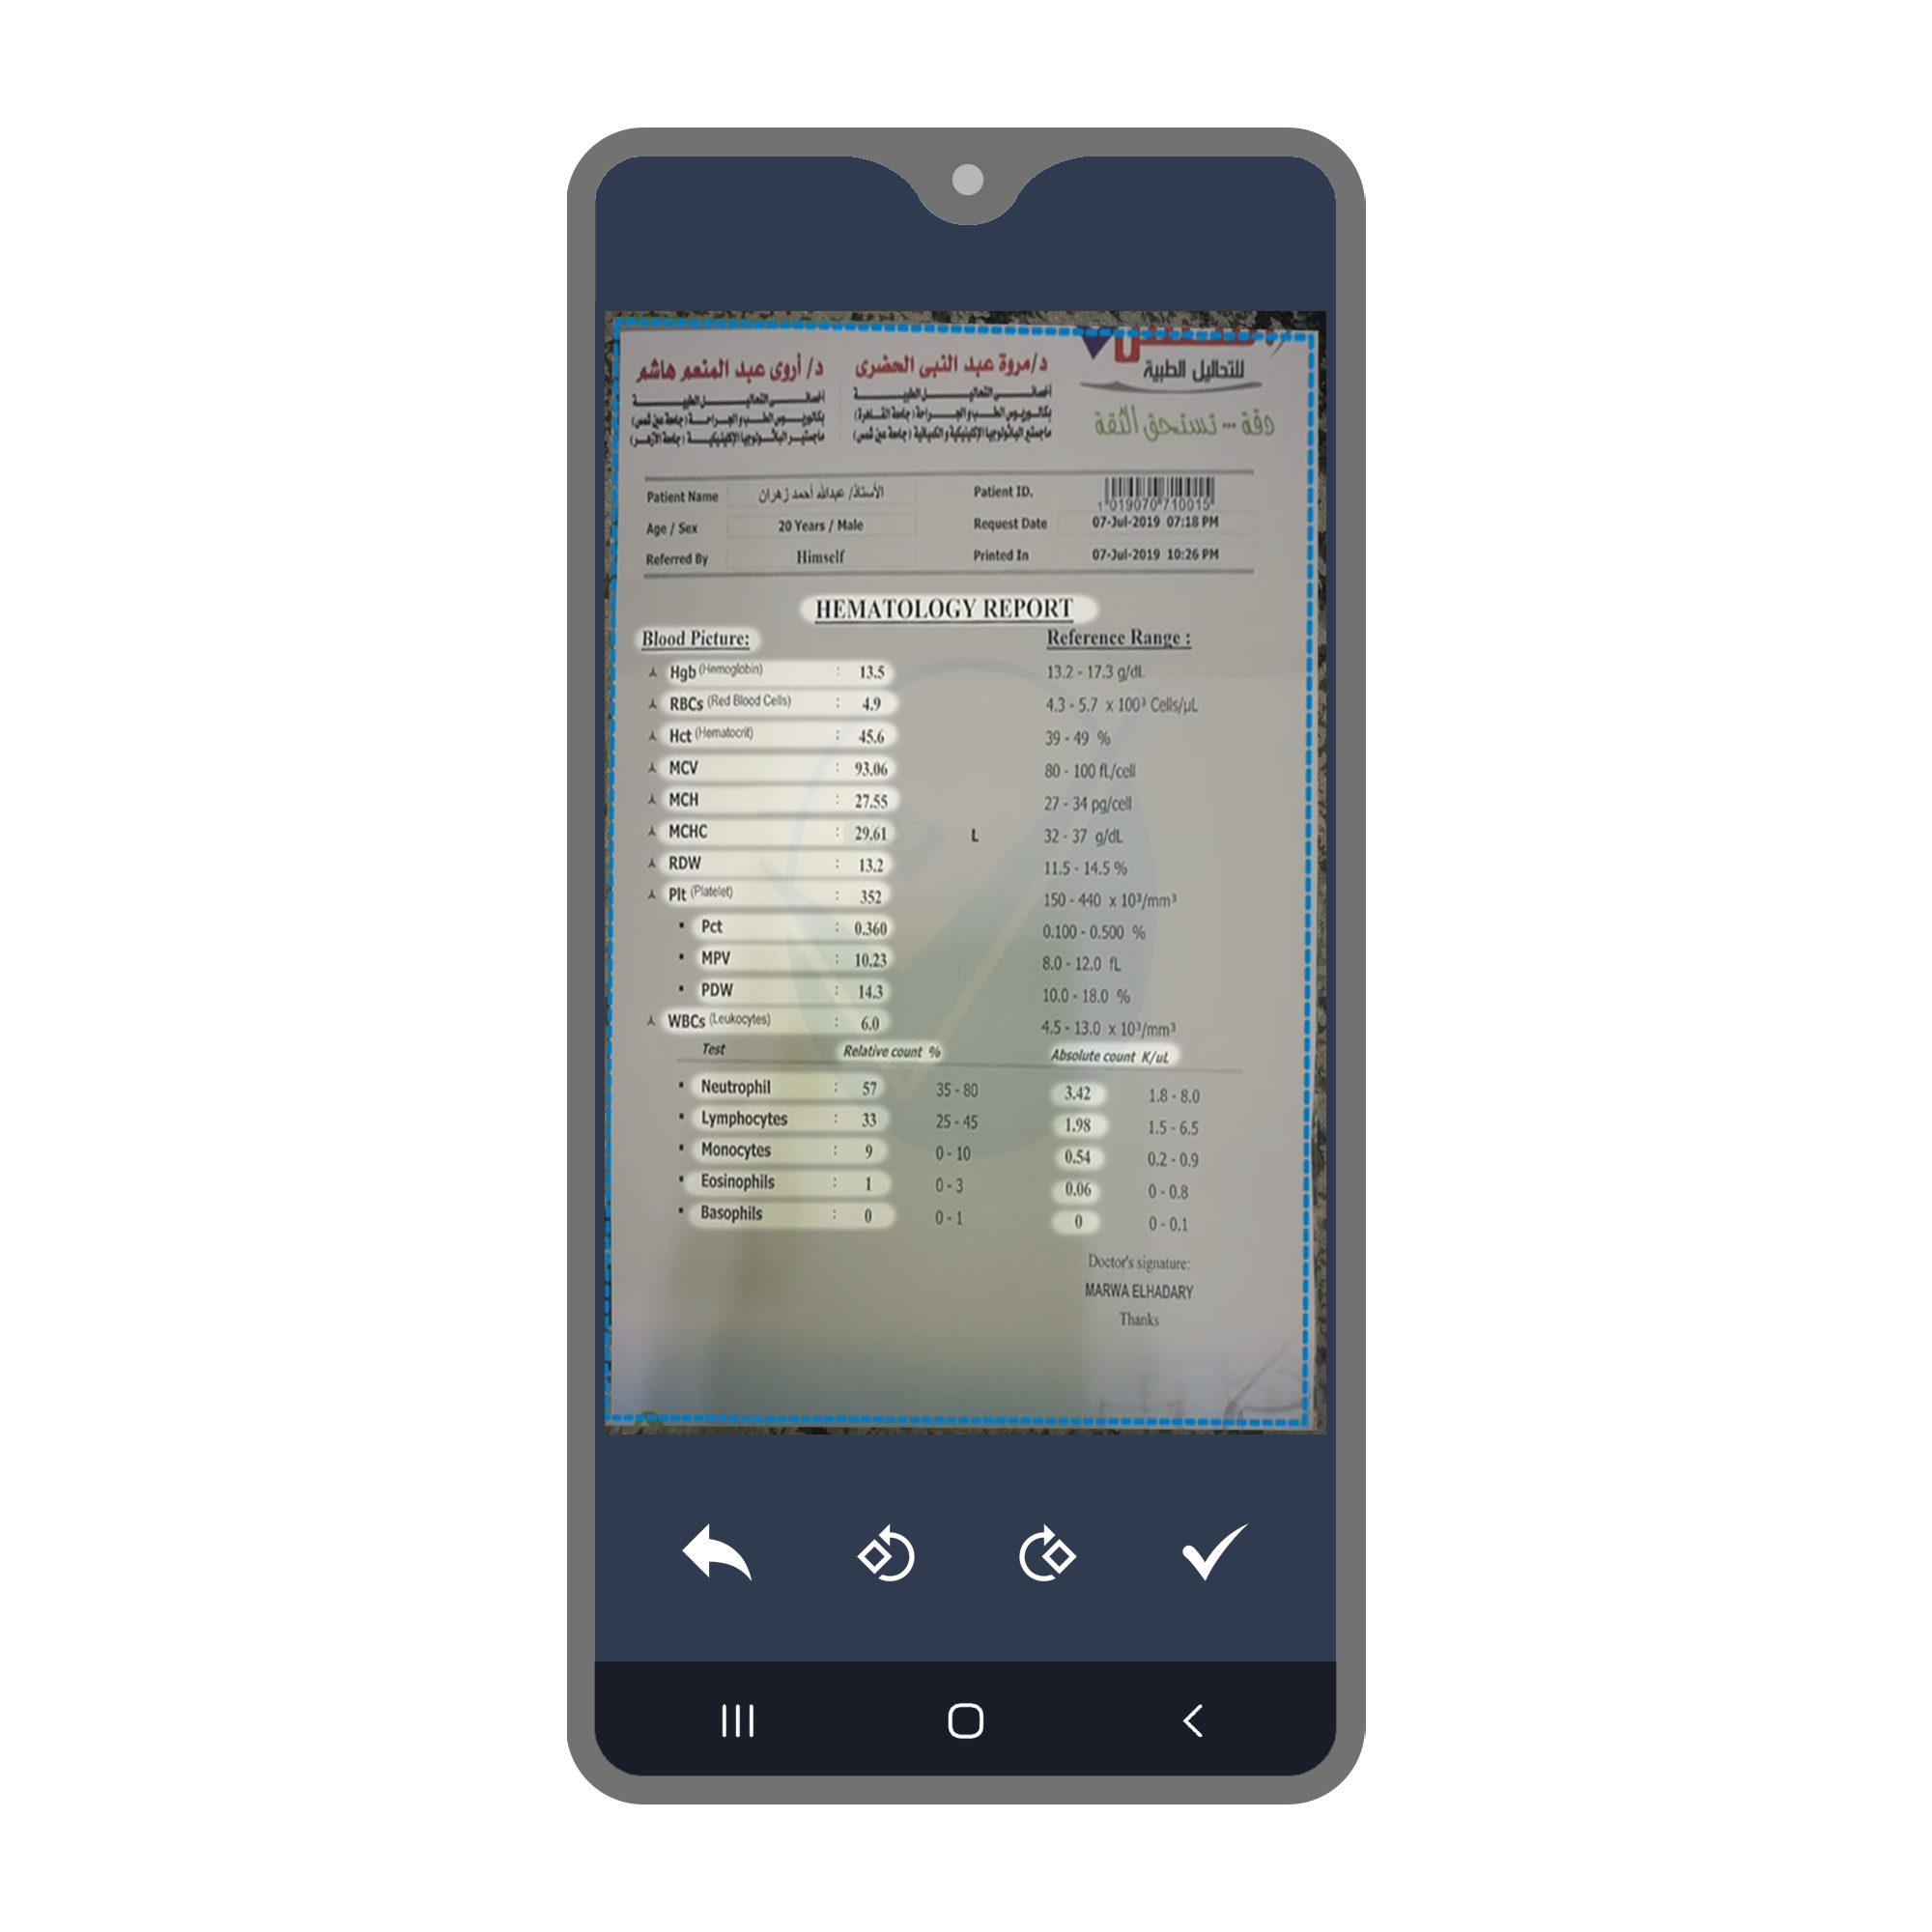 للتحاليل الطبية
دقة --- تستحق الثقة
د/مروة عبد النبى الحضرى
أخصائى التحاليل الطبية
بكالوريوس الطب والجراحة (جامعة القاهرة)
ماجستير الباثولوجيا الإكلينيكية و الكميائية (جامعة عين شمس)
د/ أروى عبد المنعم هاشم
أخصائى التحاليل الطبية
بكالوريوس الطب والجراحة (جامعة عين شمس)
ماجستير الباثولوجيا الإكلينيكية (جامعة الأزهر)
Patient Name الأستاذ/ عبدالله أحمد زهران Patient ID. 1019070710015
Age / Sex 20 Years / Male Request Date 07-Jul-2019 07:18 PM
Referred By Himself Printed In 07-Jul-2019 10:26 PM
HEMATOLOGY REPORT
Blood Picture: Reference Range :
Hgb (Hemoglobin) : 13.5 13.2 - 17.3 g/dL
RBCs (Red Blood Cells) : 4.9 4.3 - 5.7 x 100³ Cells/µL
Hct (Hematocrit) : 45.6 39 - 49 %
MCV : 93.06 80 - 100 fL/cell
MCH : 27.55 27 - 34 pg/cell
MCHC : 29.61 L 32 - 37 g/dL
RDW : 13.2 11.5 - 14.5 %
Plt (Platelet) : 352 150 - 440 x 10³/mm³
Pct : 0.360 0.100 - 0.500 %
MPV : 10.23 8.0 - 12.0 fL
PDW : 14.3 10.0 - 18.0 %
WBCs (Leukocytes) : 6.0 4.5 - 13.0 x 10³/mm³
Test Relative count % Absolute count K/uL
Neutrophil : 57 35 - 80 3.42 1.8 - 8.0
Lymphocytes : 33 25 - 45 1.98 1.5 - 6.5
Monocytes : 9 0 - 10 0.54 0.2 - 0.9
Eosinophils : 1 0 - 3 0.06 0 - 0.8
Basophils : 0 0 - 1 0 0 - 0.1
Doctor's signature:
MARWA ELHADARY
Thanks